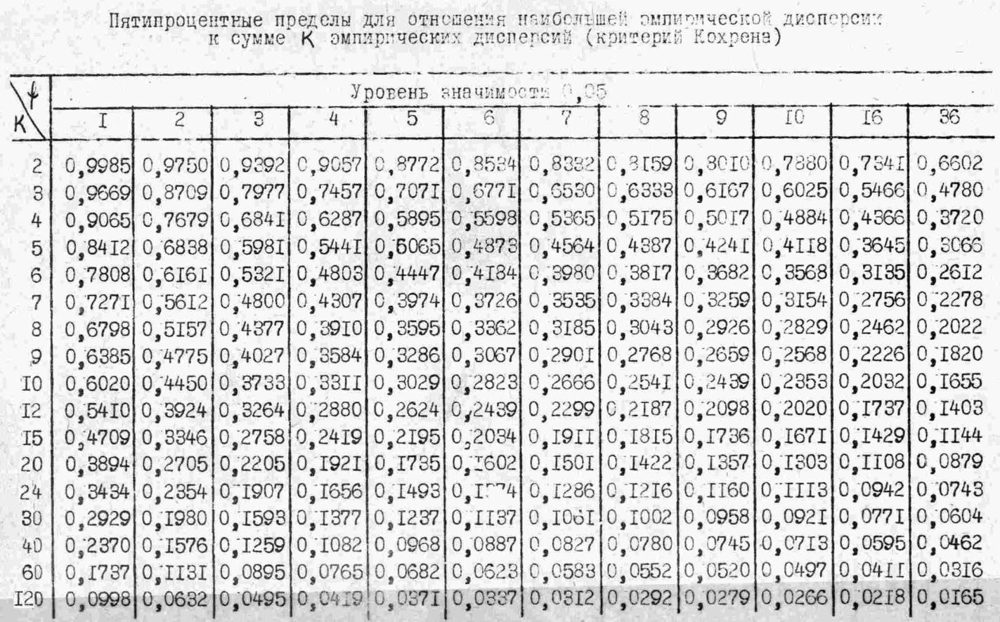 Пятипроцентные пределы для отношения наибольшей эмпирической дисперсии
к сумме К эмпирических дисперсий (критерий Кохрена)
f Уровень значимости 0,05
К I 2 3 4 5 6 7 8 9 I0 I6 36
2 0,9985 0,9750 0,9392 0,9057 0,8772 0,8534 0,8332 0,8I59 0,80I0 0,7880 0,734I 0,6602
3 0,9669 0,8709 0,7977 0,7457 0,707I 0,677I 0,6530 0,6333 0,6I67 0,6025 0,5466 0,4780
4 0,9065 0,7679 0,684I 0,6287 0,5895 0,5598 0,5365 0,5I75 0,50I7 0,4884 0,4366 0,3720
5 0,84I2 0,6838 0,598I 0,544I 0,5065 0,4873 0,4564 0,4387 0,424I 0,4II8 0,3645 0,3066
6 0,7808 0,6I6I 0,532I 0,4803 0,4447 0,4I84 0,3980 0,38I7 0,3682 0,3568 0,3I35 0,26I2
7 0,727I 0,56I2 0,4800 0,4307 0,3974 0,3726 0,3535 0,3384 0,3259 0,3I54 0,2756 0,2278
8 0,6798 0,5I57 0,4377 0,39I0 0,3595 0,3362 0,3I85 0,3043 0,2926 0,2829 0,2462 0,2022
9 0,6385 0,4775 0,4027 0,3584 0,3286 0,3067 0,290I 0,2768 0,2659 0,2568 0,2226 0,I820
I0 0,6020 0,4450 0,3733 0,33II 0,3029 0,2823 0,2666 0,254I 0,2439 0,2353 0,2032 0,I655
I2 0,54I0 0,3924 0,3264 0,2880 0,2624 0,2439 0,2299 0,2I87 0,2098 0,2020 0,I737 0,I403
I5 0,4709 0,3346 0,2758 0,24I9 0,2I95 0,2034 0,I9II 0,I8I5 0,I736 0,I67I 0,I429 0,II44
20 0,3894 0,2705 0,2205 0,I92I 0,I735 0,I602 0,I50I 0,I422 0,I357 0,I303 0,II08 0,0879
24 0,3434 0,2354 0,I907 0,I656 0,I493 0,I286 0,I2I6 0,II60 0,III3 0,0942 0,0743
30 0,2929 0,I980 0,I593 0,I377 0,I237 0,II37 0,I06I 0,I002 0,0958 0,092I 0,077I 0,0604
40 0,2370 0,I576 0,I259 0,I082 0,0968 0,0887 0,0827 0,0780 0,0745 0,07I3 0,0595 0,0462
60 0,I737 0,II3I 0,0895 0,0765 0,0682 0,0623 0,0583 0,0552 0,0520 0,0497 0,04II 0,03I6
I20 0,0998 0,0632 0,0495 0,04I9 0,037I 0,0337 0,03I2 0,0292 0,0279 0,0266 0,02I8 0,0I65